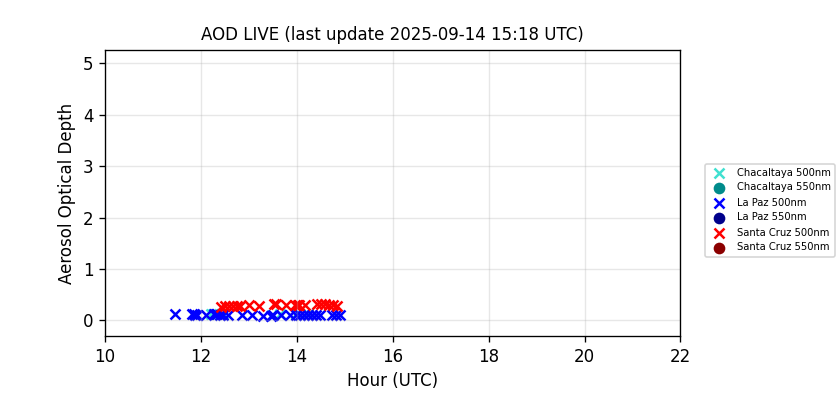 AOD LIVE (last update 2025-09-14 15:18 UTC)
Aerosol Optical Depth
5
4
3
2
1
0
10 12 14 16 18 20 22
Hour (UTC)
Chacaltaya 500nm
Chacaltaya 550nm
La Paz 500nm
La Paz 550nm
Santa Cruz 500nm
Santa Cruz 550nm